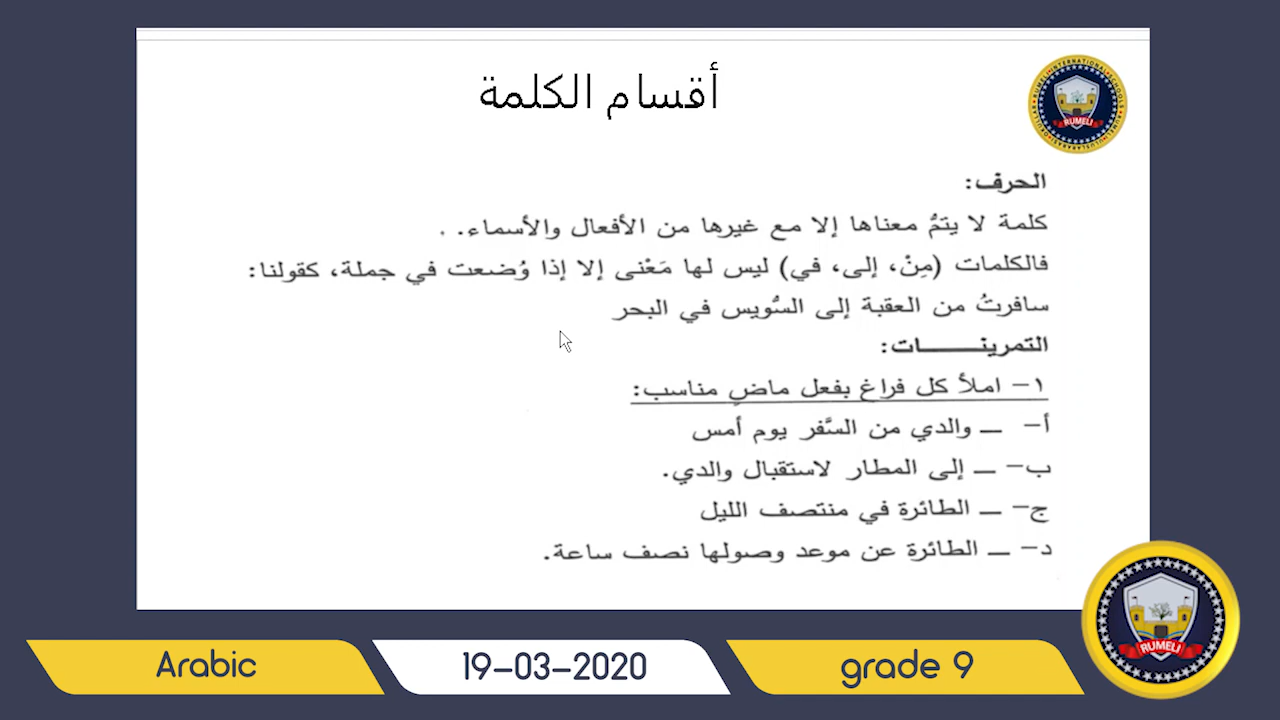 أقسام الكلمة
RUMELI INTERNATIONAL SCHOOLS
RUMELI
الحرف:
كلمة لا يتمُّ معناها إلا مع غيرها من الأفعال والأسماء. .
فالكلمات (مِنْ، إلى، في) ليس لها مَعْنى إلا إذا وُضعت في جملة، كقولنا:
سافرتُ من العقبة إلى السُّويس في البحر
التمرينـــــــات:
١- املأ كل فراغ بفعل ماضٍ مناسب:
أ- ـــ والدي من السَّفر يوم أمس
ب- ـــ إلى المطار لاستقبال والدي.
ج- ـــ الطائرة في منتصف الليل
د- ـــ الطائرة عن موعد وصولها نصف ساعة.
RUMELI
Arabic
19-03-2020
grade 9